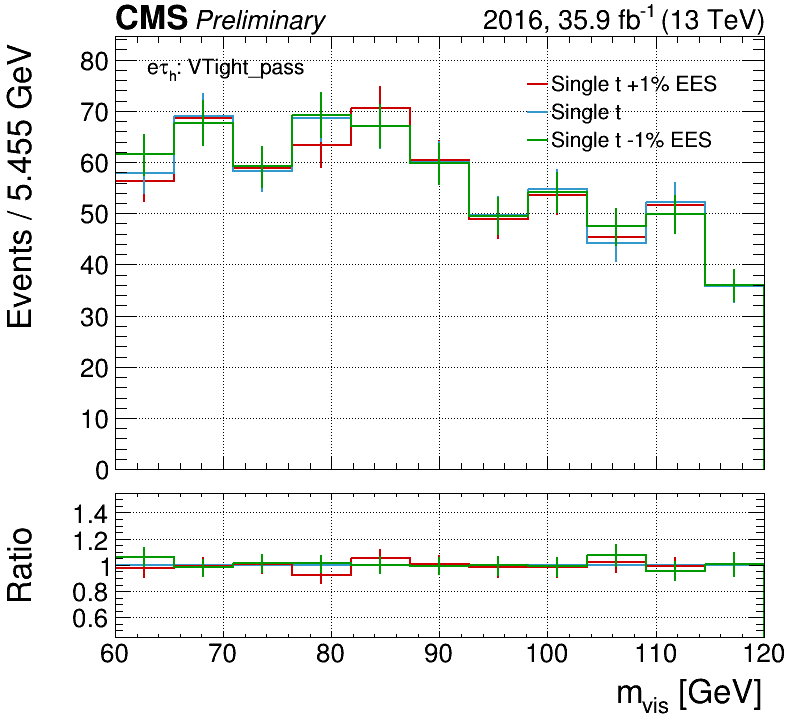 CMS Preliminary 2016, 35.9 fb⁻¹ (13 TeV)
eτₕ: VTight_pass
Single t +1% EES
Single t
Single t -1% EES
Events / 5.455 GeV
80
70
60
50
40
30
20
10
0
Ratio
1.4
1.2
1
0.8
0.6
60 70 80 90 100 110 120
m_vis [GeV]